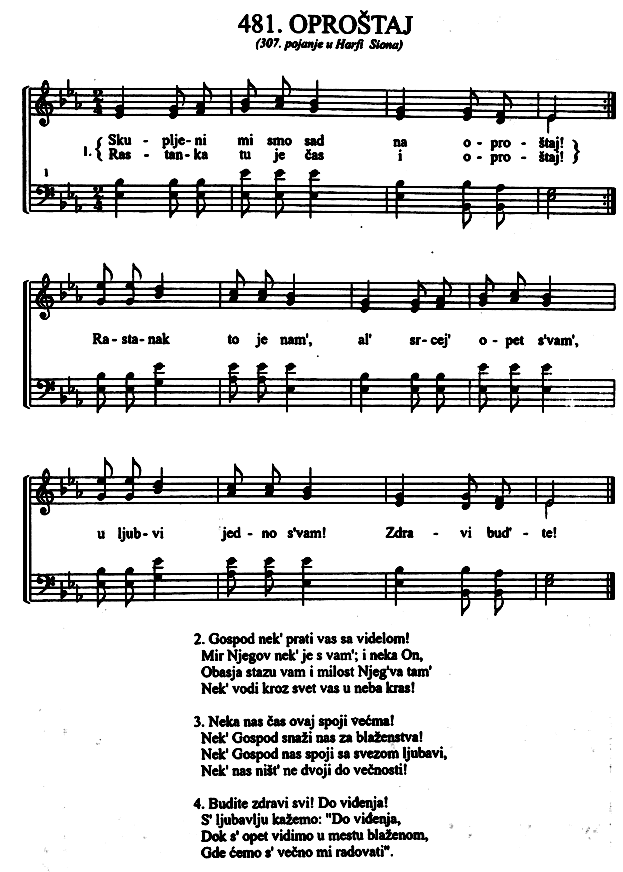 481. OPROŠTAJ
(307. pojanje u Harfi Siona)
1. { Sku - plje-ni mi smo sad na o - pro - štaj! }
{ Ras - tan-ka tu je čas i o - pro - štaj! }
1
Ra - sta-nak to je nam', al' sr-cej' o - pet s'vam,
u ljub-vi jed - no s'vam! Zdra - vi bud' - te!
2. Gospod nek' prati vas sa videlom!
Mir Njegov nek' je s vam'; i neka On,
Obasja stazu vam i milost Njeg'va tam'
Nek' vodi kroz svet vas u neba kras!
3. Neka nas čas ovaj spoji većma!
Nek' Gospod snaži nas za blaženstva!
Nek' Gospod nas spoji sa svezom ljubavi,
Nek' nas ništ' ne dvoji do večnosti!
4. Budite zdravi svi! Do viđenja!
S' ljubavlju kažemo: "Do viđenja,
Dok s' opet vidimo u mestu blaženom,
Gde ćemo s' večno mi radovati".